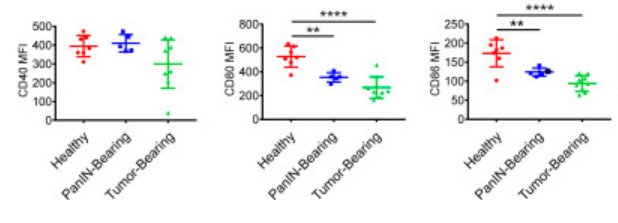 CD40 MFI
500
400
300
200
100
0
Healthy
PanIN-Bearing
Tumor-Bearing
CD80 MFI
800
600
400
200
0
****
**
Healthy
PanIN-Bearing
Tumor-Bearing
CD86 MFI
250
200
150
100
50
0
****
**
Healthy
PanIN-Bearing
Tumor-Bearing